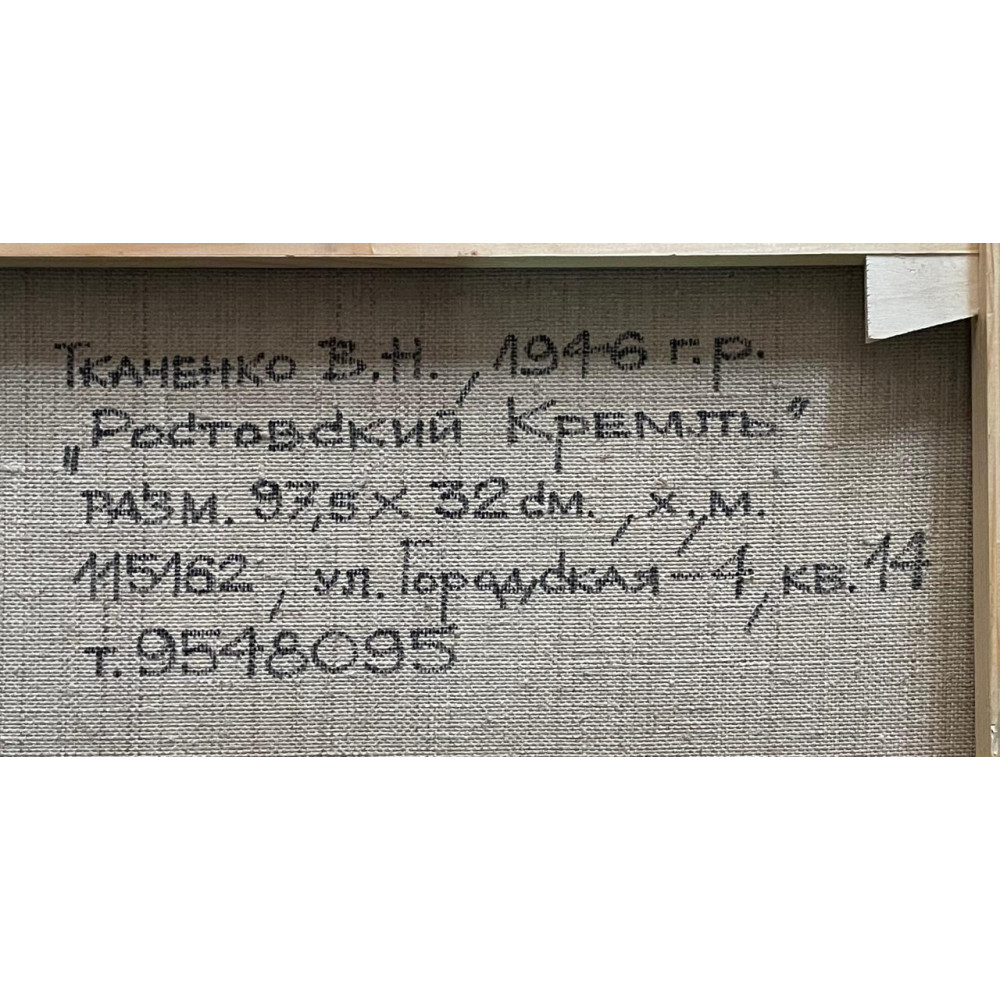 Ткаченко В.Н., 1946 г.р.
„Ростовский Кремль”
разм. 97,5 х 32 см., х.,м.
115162, ул. Городская-4, кв. 14
т. 9548095